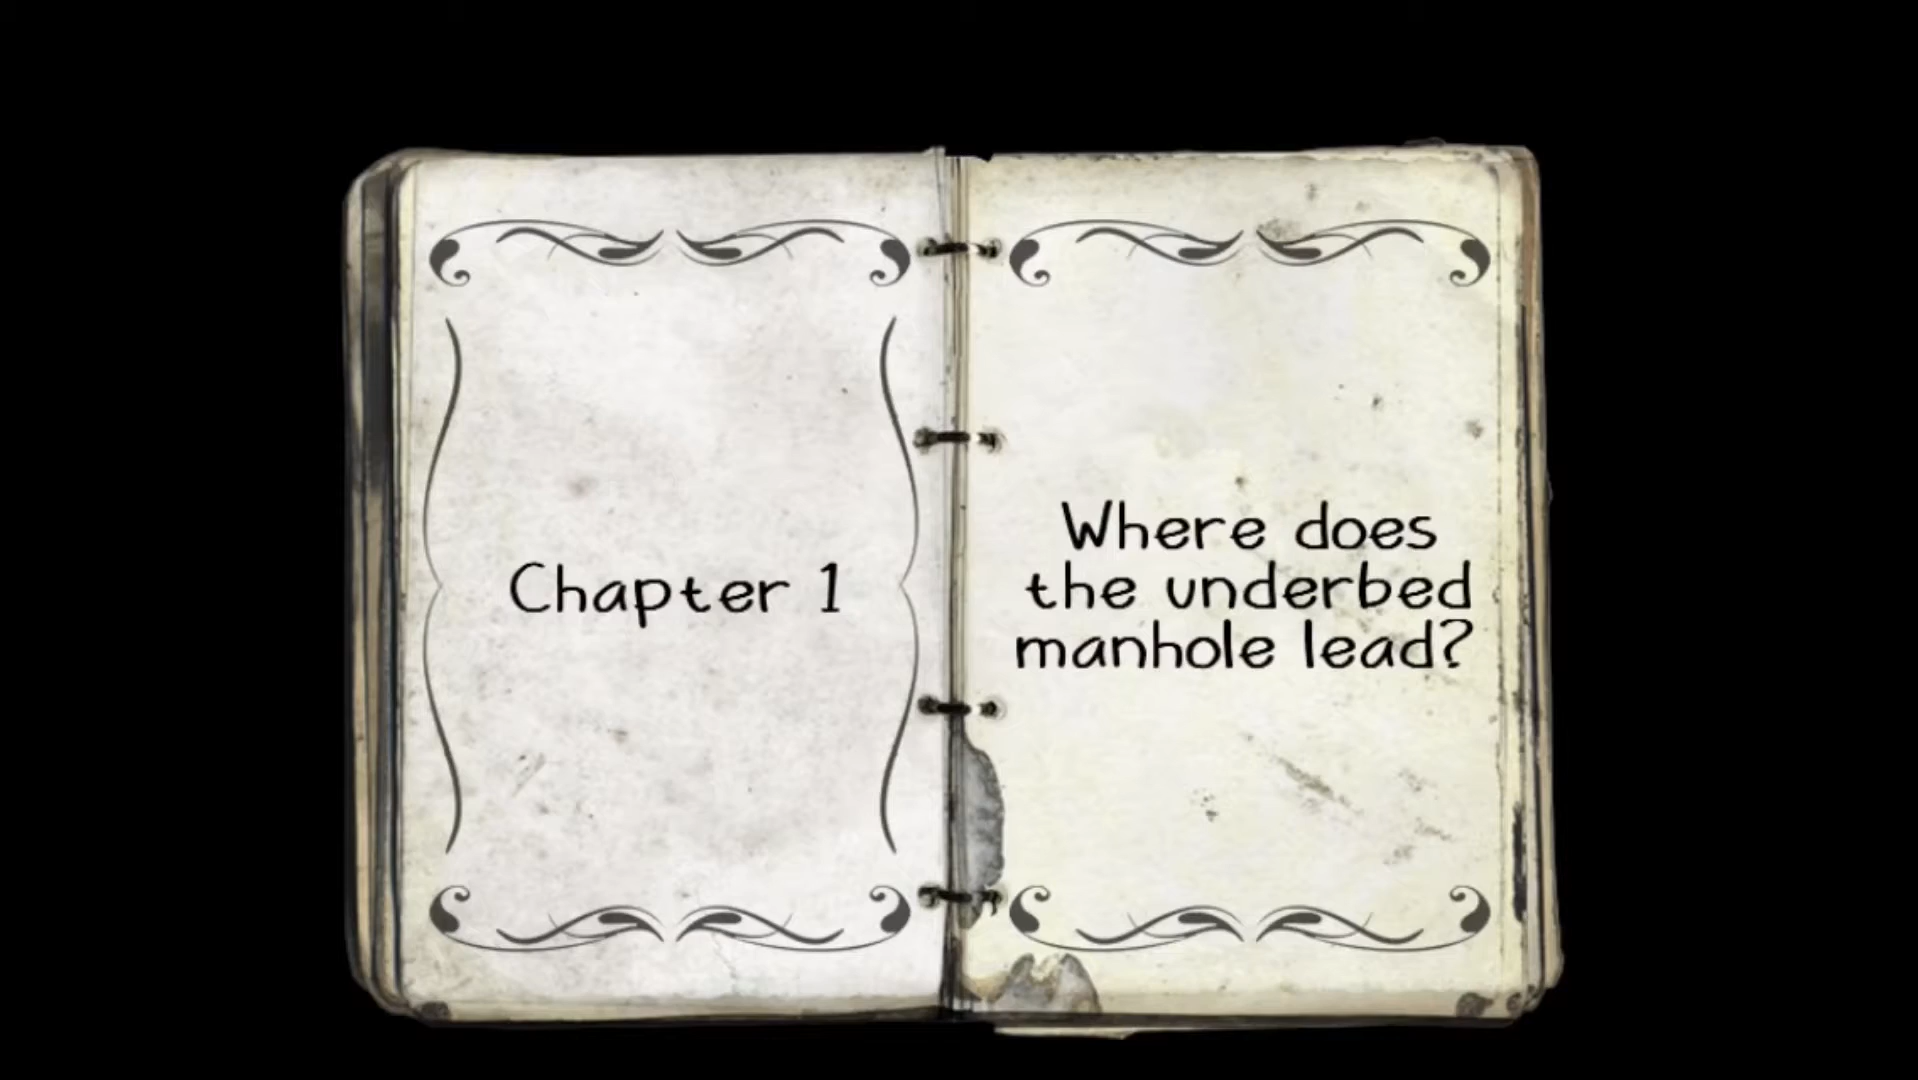 Chapter 1
Where does
the underbed
manhole lead?